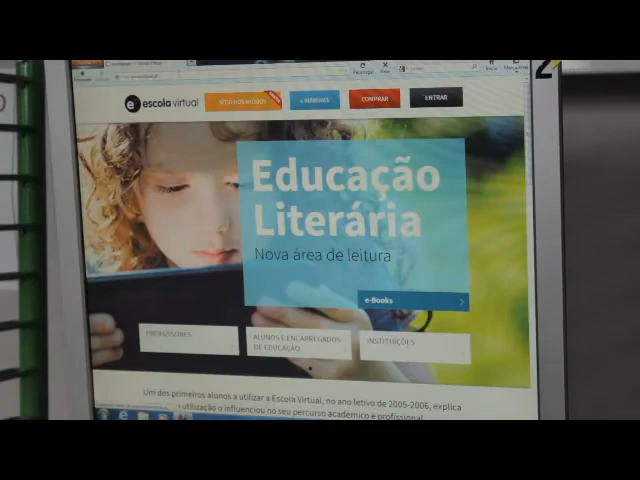 escola virtual
COMPRAR
ENTRAR
Educação
Literária
Nova área de leitura
e-Books
PROFESSORES
ALUNOS E ENCARREGADOS
DE EDUCAÇÃO
INSTITUIÇÕES
Um dos primeiros alunos a utilizar a Escola Virtual, no ano letivo de 2005-2006, explica
utilização o influenciou no seu percurso académico e profissional